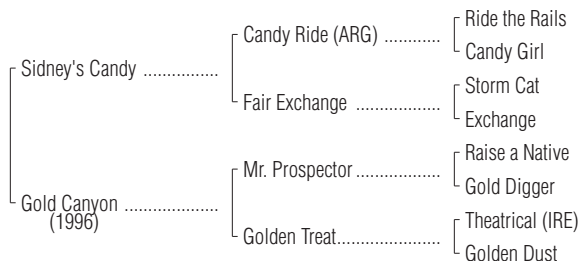 Ride the Rails
Candy Ride (ARG) ............
Candy Girl
Sidney's Candy ................
Storm Cat
Fair Exchange ..................
Exchange
Raise a Native
Mr. Prospector ..................
Gold Digger
Gold Canyon ....................
(1996)
Theatrical (IRE)
Golden Treat......................
Golden Dust